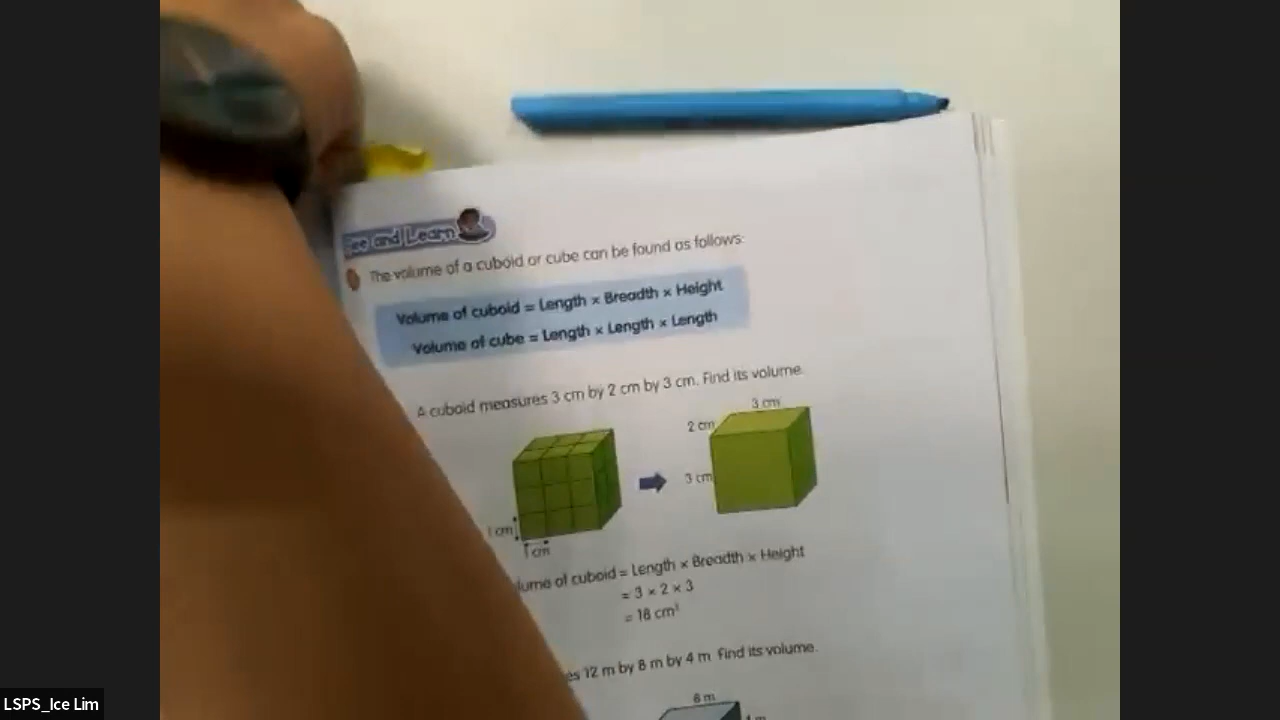 See and Learn
The volume of a cuboid or cube can be found as follows:
Volume of cuboid = Length × Breadth × Height
Volume of cube = Length × Length × Length
A cuboid measures 3 cm by 2 cm by 3 cm. Find its volume.
3 cm
2 cm
3 cm
1 cm
1 cm
lume of cuboid = Length × Breadth × Height
= 3 × 2 × 3
= 18 cm³
es 12 m by 8 m by 4 m. Find its volume.
LSPS_Ice Lim